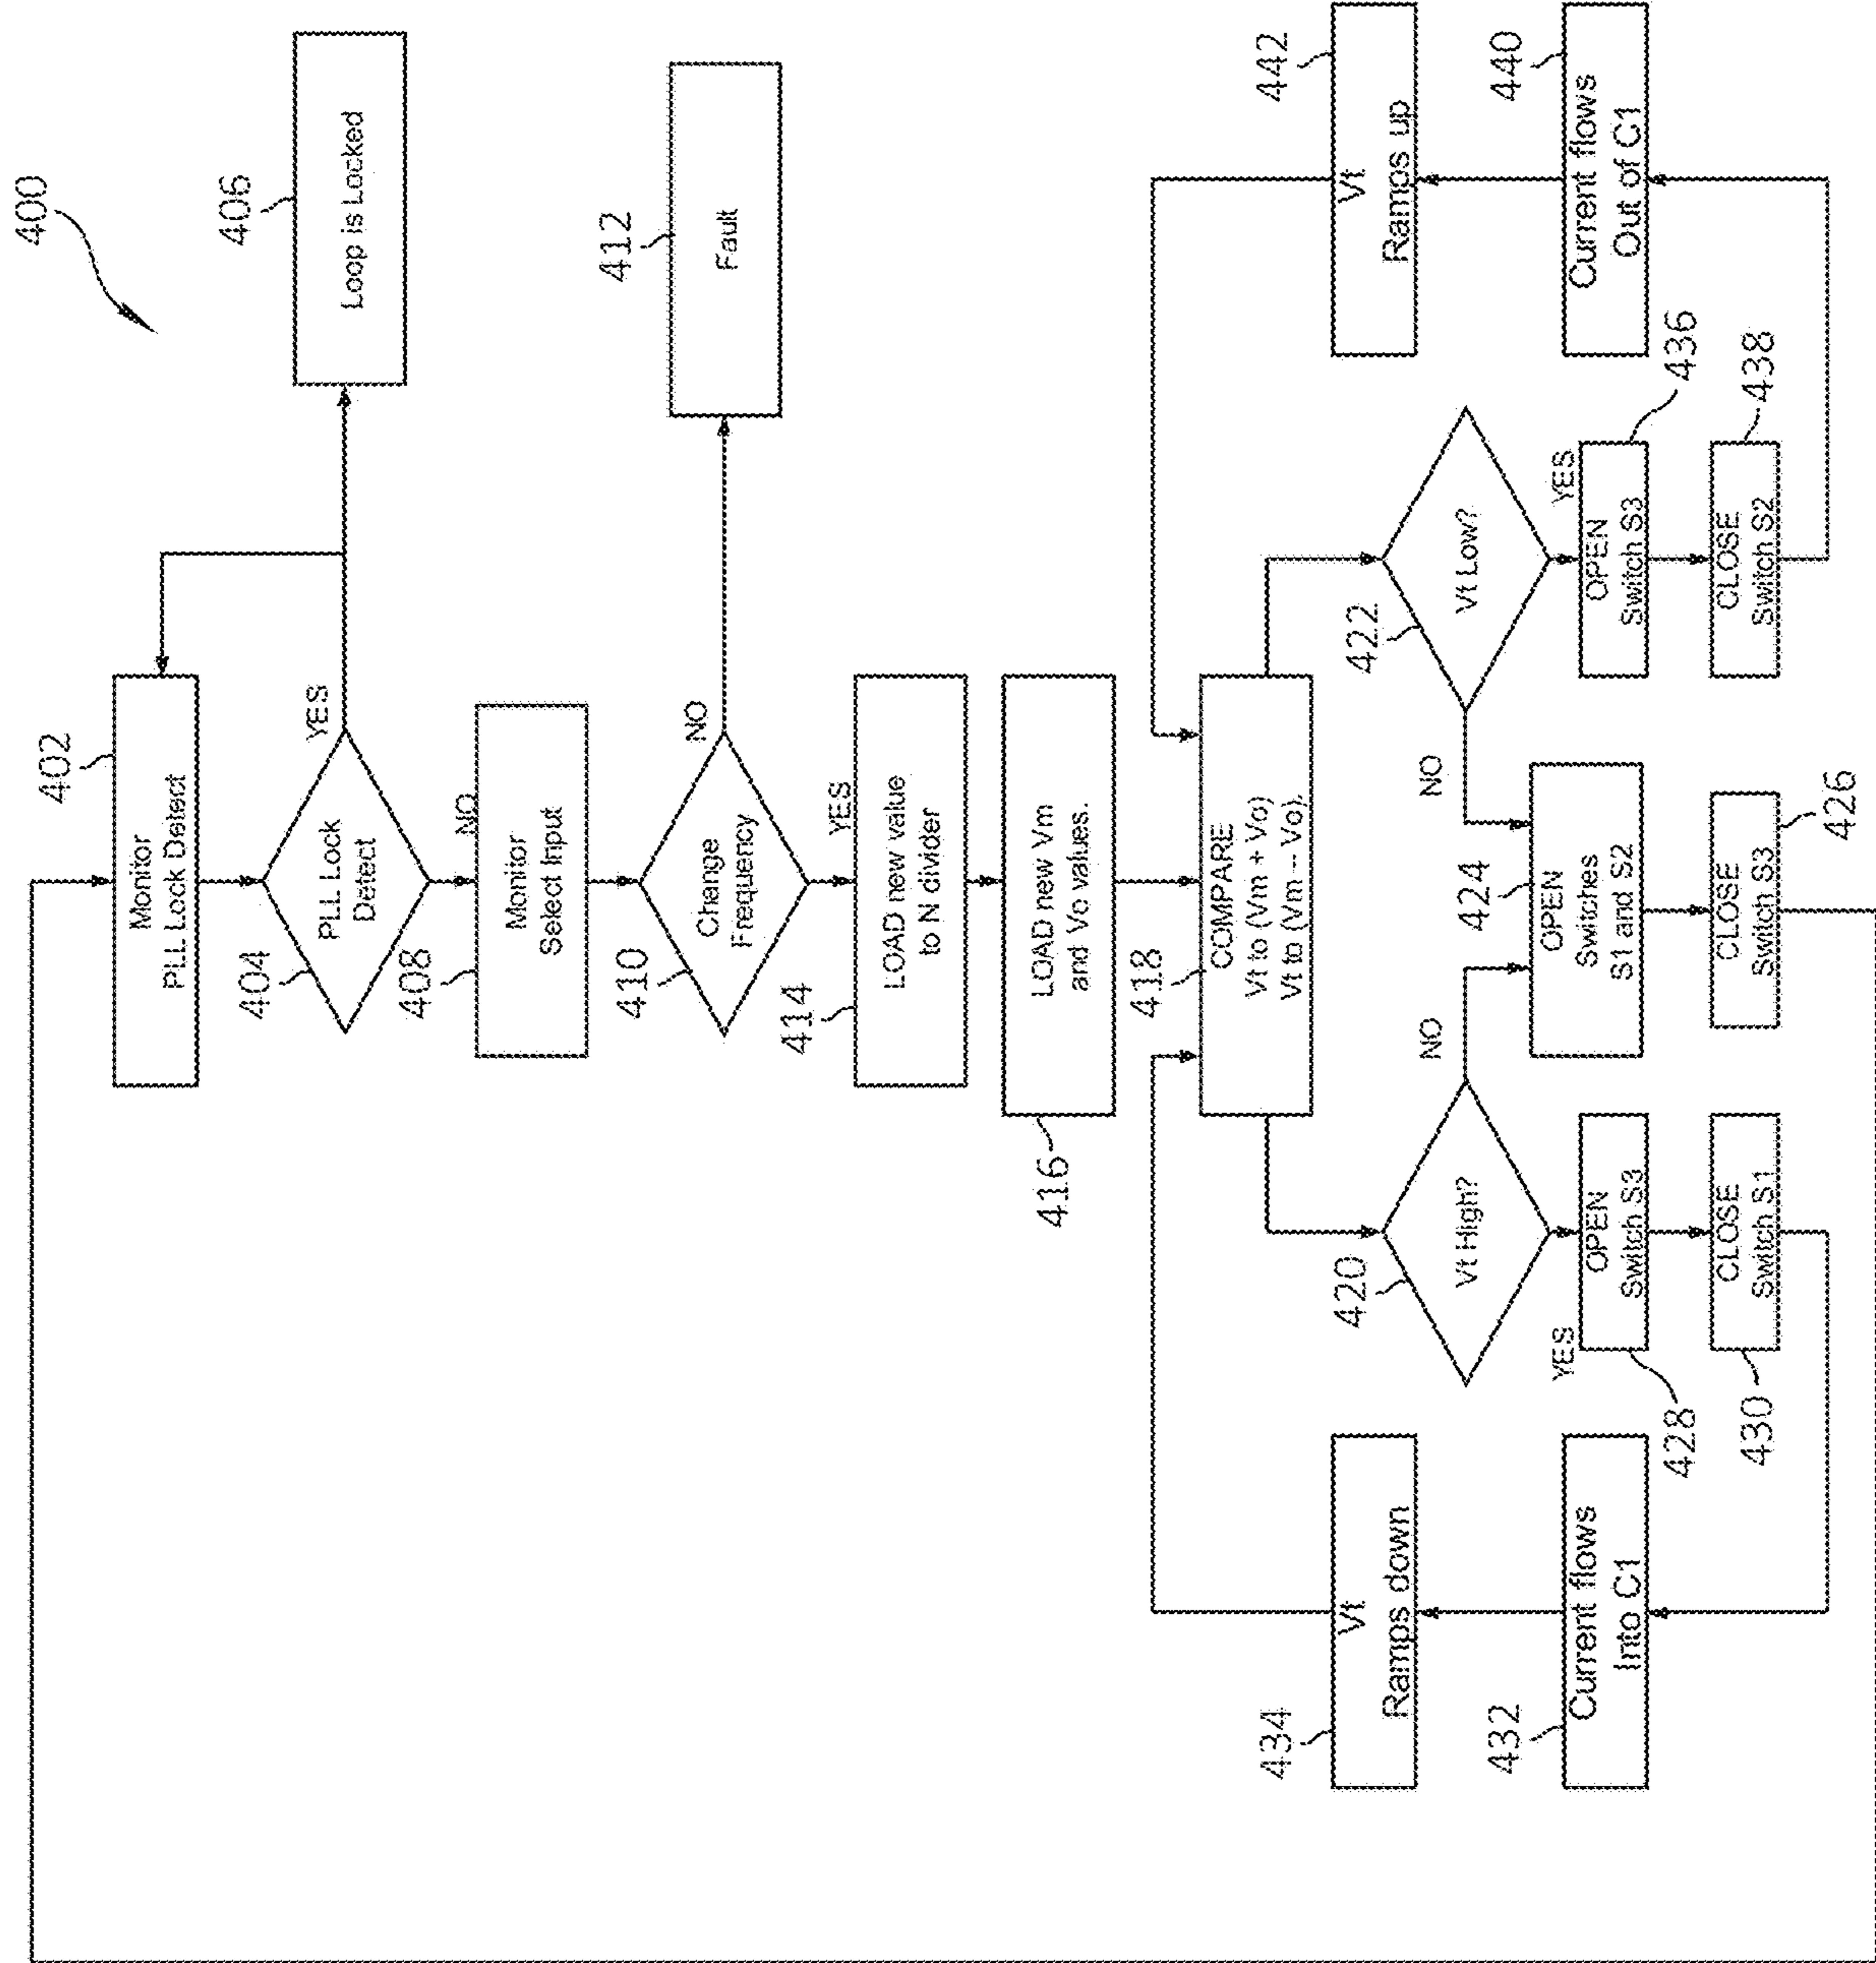 400
402
Monitor
PLL Lock Detect
404
PLL Lock
Detect
YES
406
Loop is Locked
NO
408
Monitor
Select Input
410
Change
Frequency
NO
412
Fault
YES
414
LOAD new value
to N divider
416
LOAD new Vm
and Vo values.
418
COMPARE
Vt to (Vm + Vo)
Vt to (Vm – Vo).
420
Vt High?
NO
YES
422
Vt Low?
NO
YES
424
OPEN
Switches
S1 and S2
426
CLOSE
Switch S3
428
OPEN
Switch S3
430
CLOSE
Switch S1
432
Current flows
Into C1
434
Vt
Ramps down
436
OPEN
Switch S3
438
CLOSE
Switch S2
440
Current flows
Out of C1
442
Vt
Ramps up